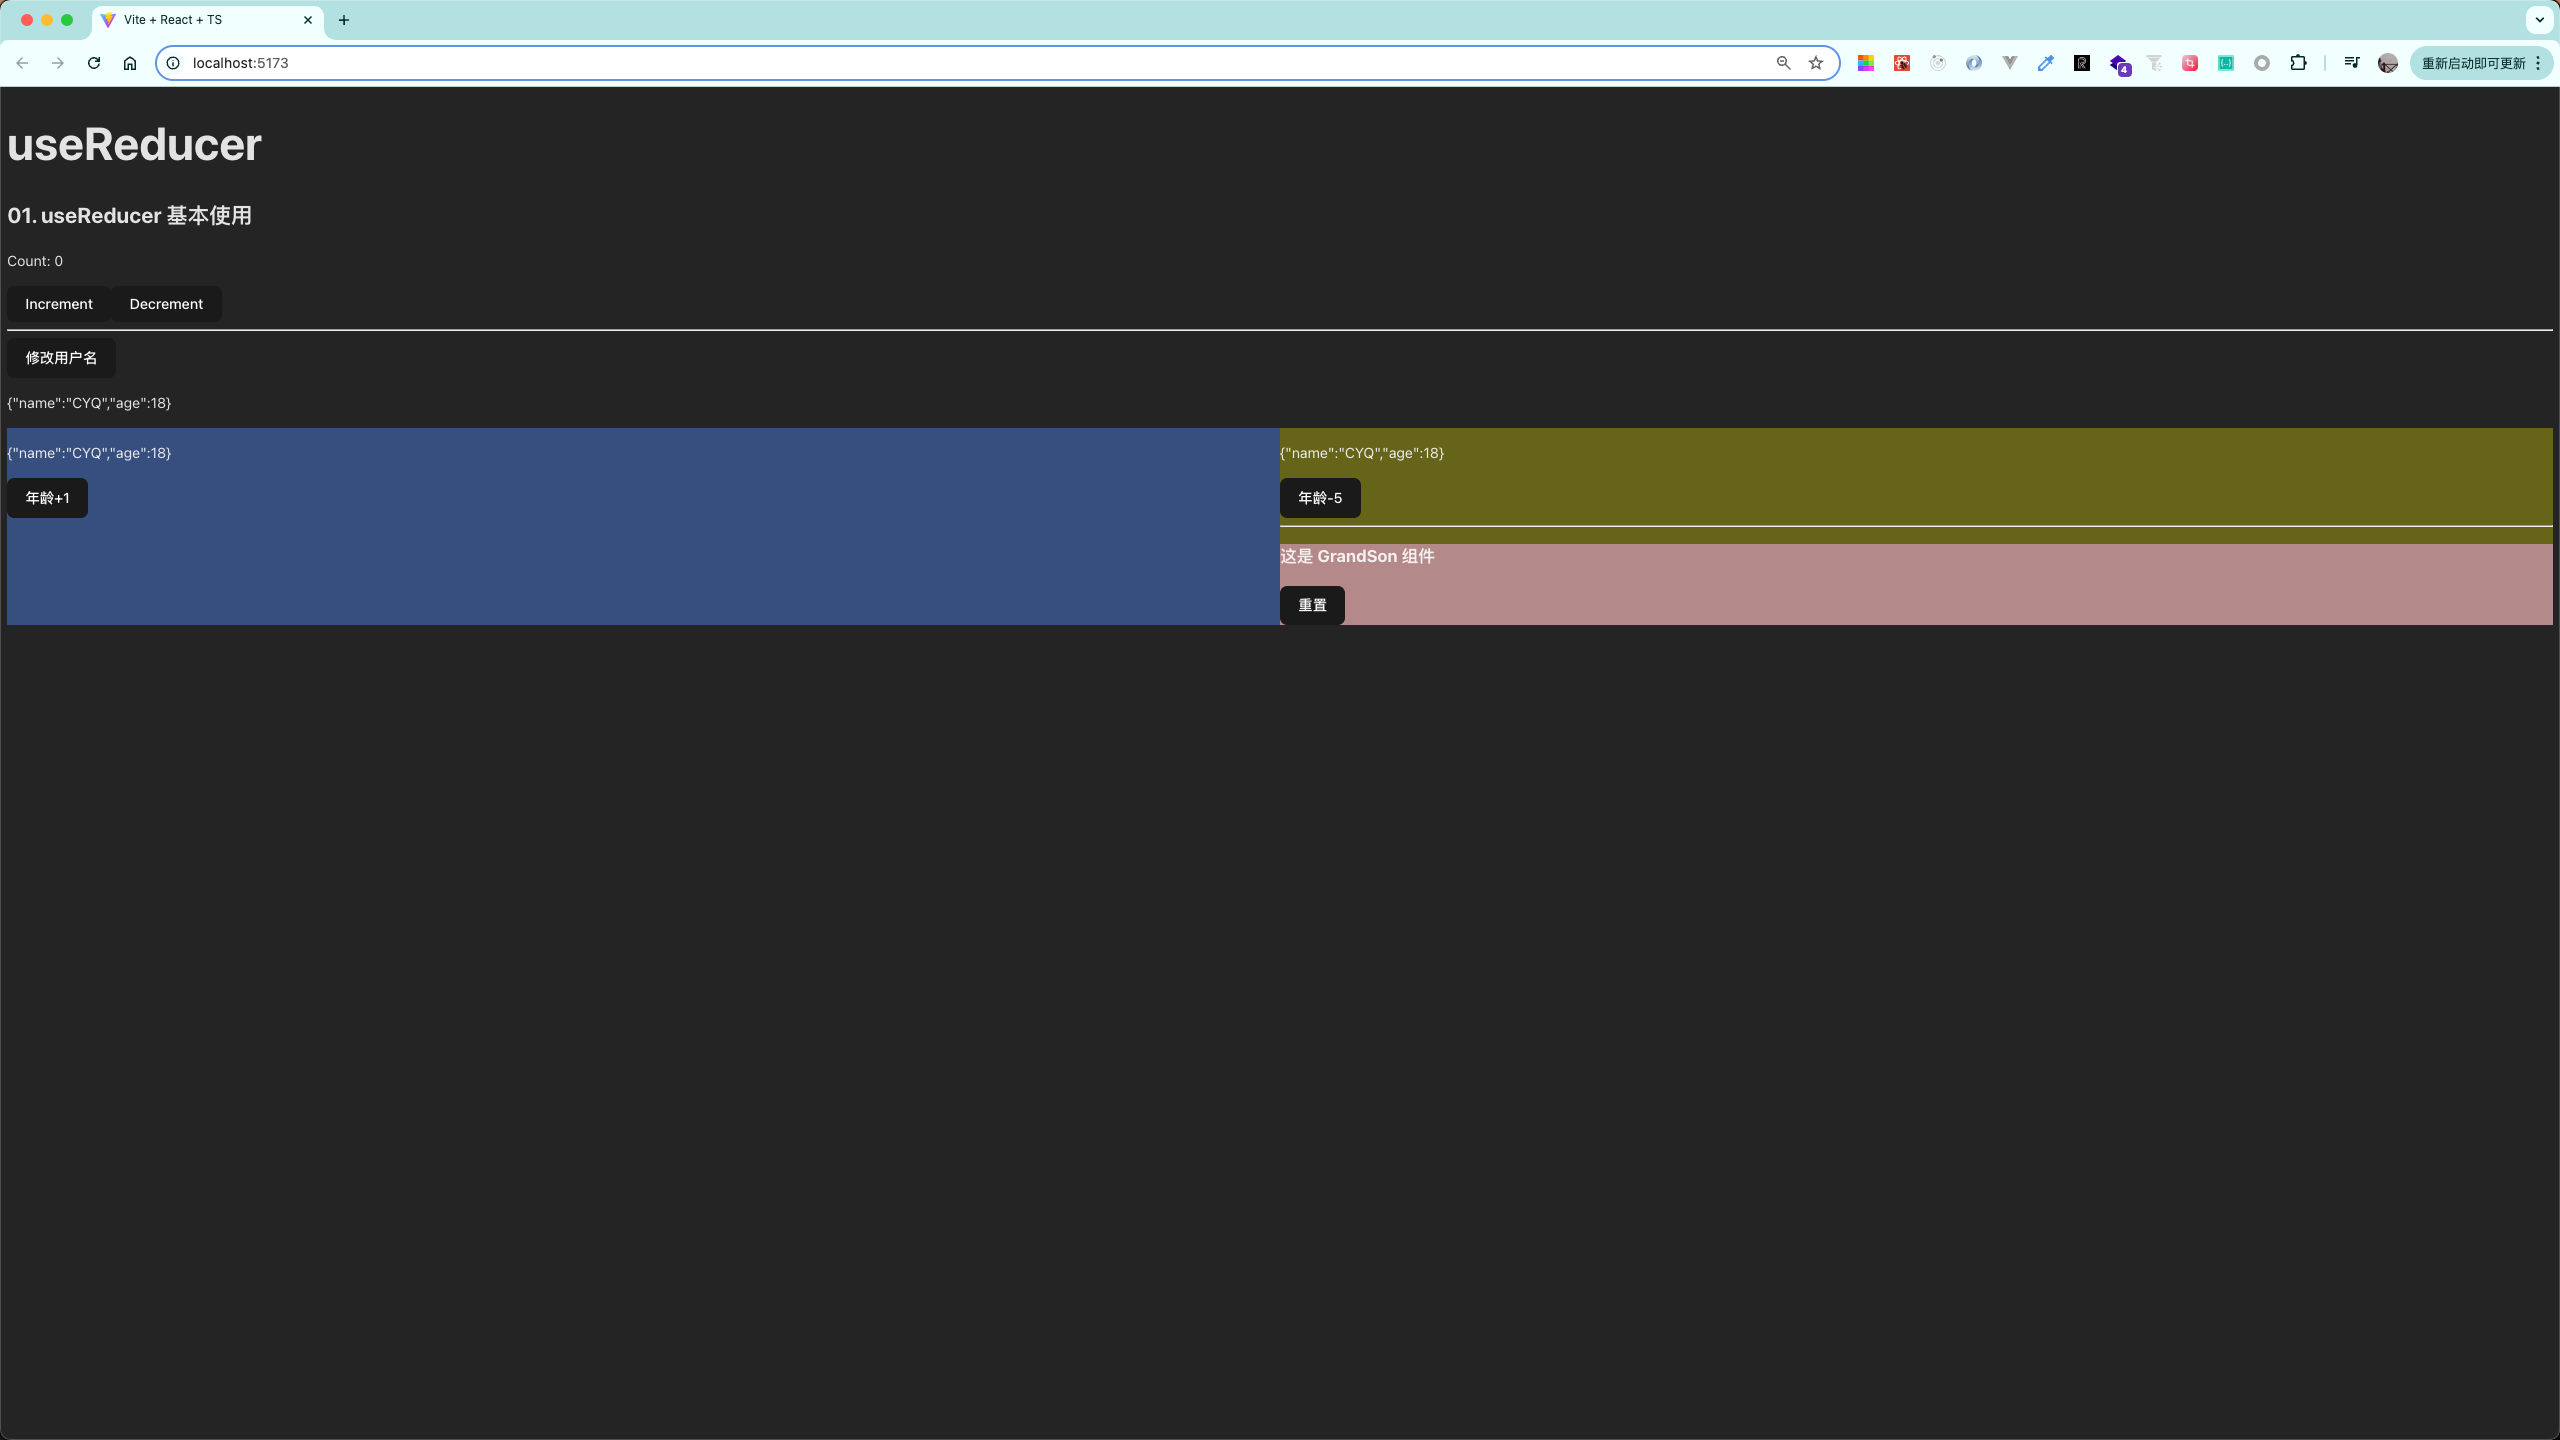 Vite + React + TS
localhost:5173
4
重新启动即可更新
useReducer
01. useReducer 基本使用
Count: 0
Increment Decrement
修改用户名
{"name":"CYQ","age":18}
{"name":"CYQ","age":18}
年龄+1
{"name":"CYQ","age":18}
年龄-5
这是 GrandSon 组件
重置